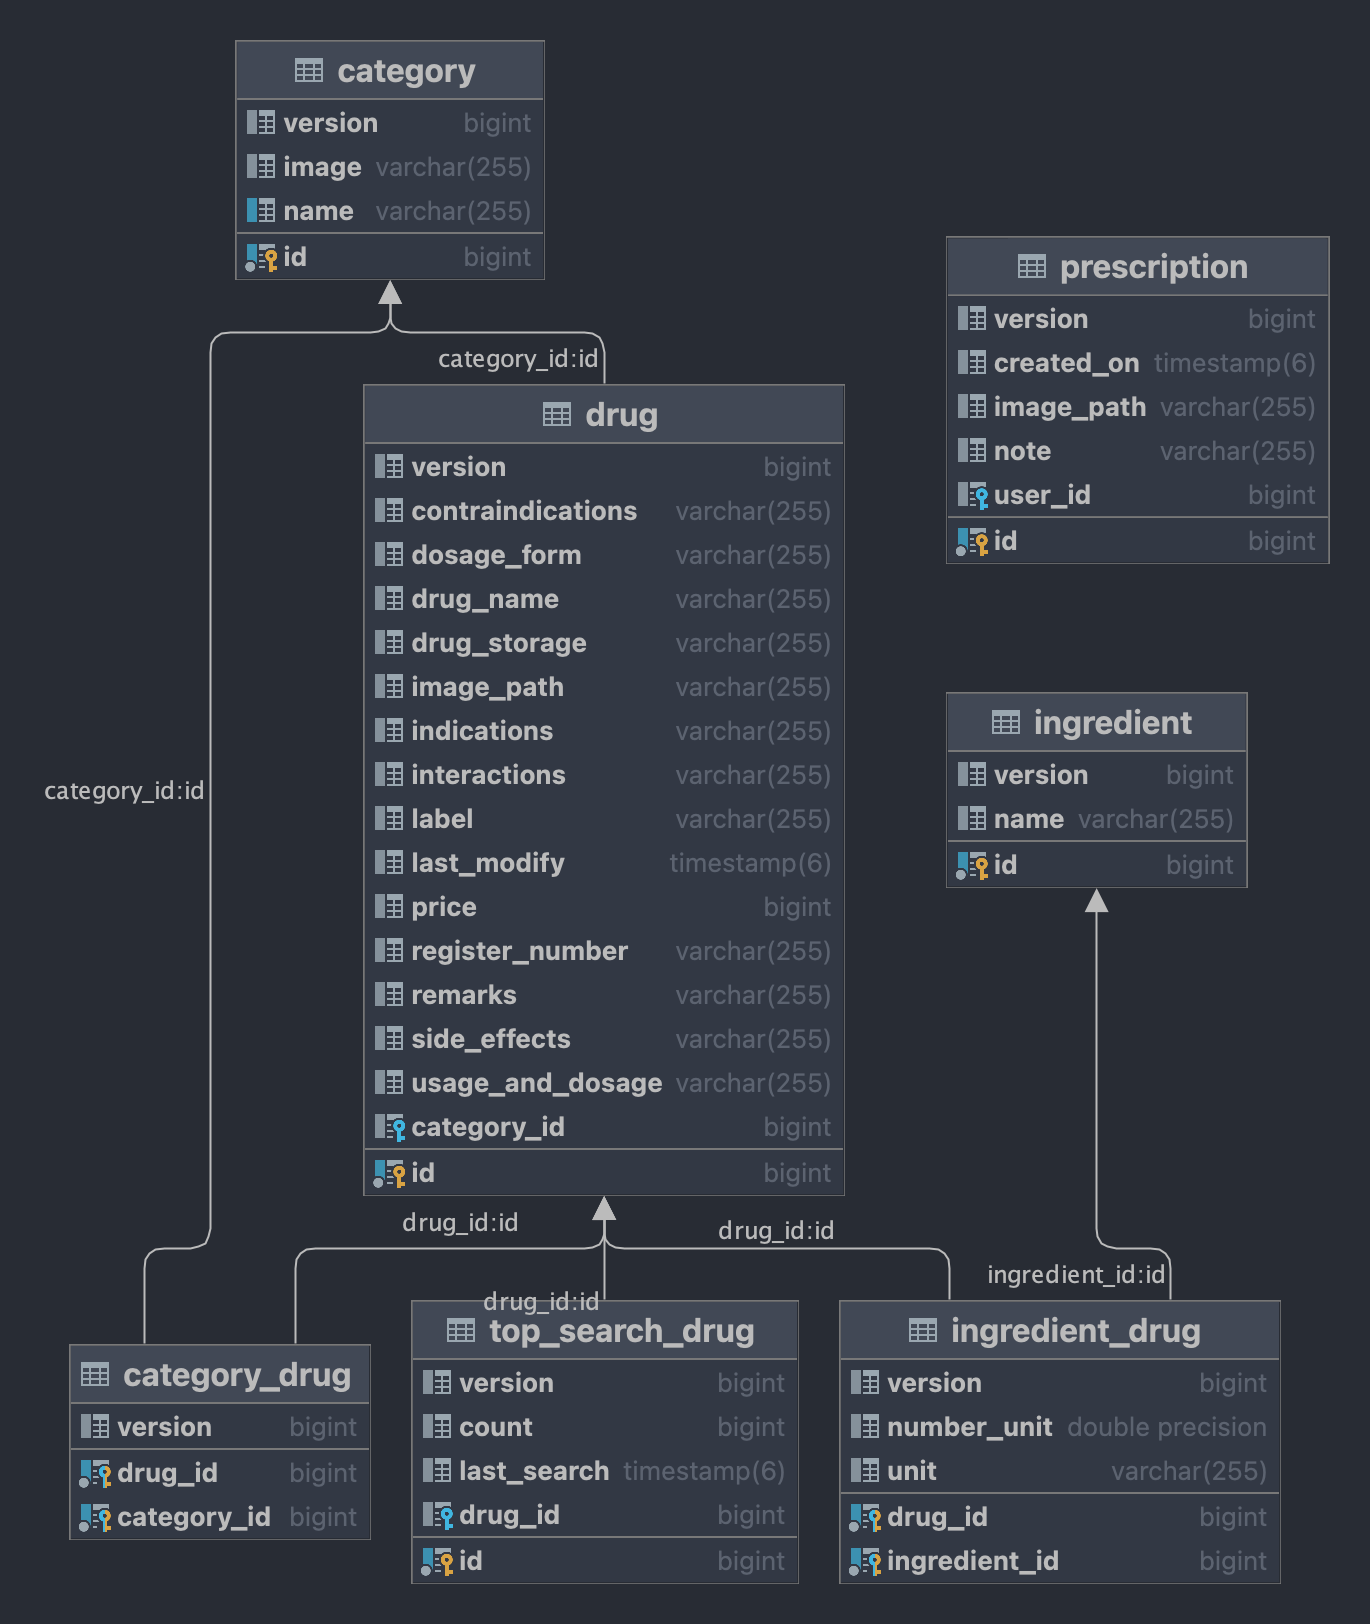 category
version bigint
image varchar(255)
name varchar(255)
id bigint
category_id:id
category_id:id
drug
version bigint
contraindications varchar(255)
dosage_form varchar(255)
drug_name varchar(255)
drug_storage varchar(255)
image_path varchar(255)
indications varchar(255)
interactions varchar(255)
label varchar(255)
last_modify timestamp(6)
price bigint
register_number varchar(255)
remarks varchar(255)
side_effects varchar(255)
usage_and_dosage varchar(255)
category_id bigint
id bigint
prescription
version bigint
created_on timestamp(6)
image_path varchar(255)
note varchar(255)
user_id bigint
id bigint
ingredient
version bigint
name varchar(255)
id bigint
drug_id:id
drug_id:id
drug_id:id
ingredient_id:id
category_drug
version bigint
drug_id bigint
category_id bigint
top_search_drug
version bigint
count bigint
last_search timestamp(6)
drug_id bigint
id bigint
ingredient_drug
version bigint
number_unit double precision
unit varchar(255)
drug_id bigint
ingredient_id bigint